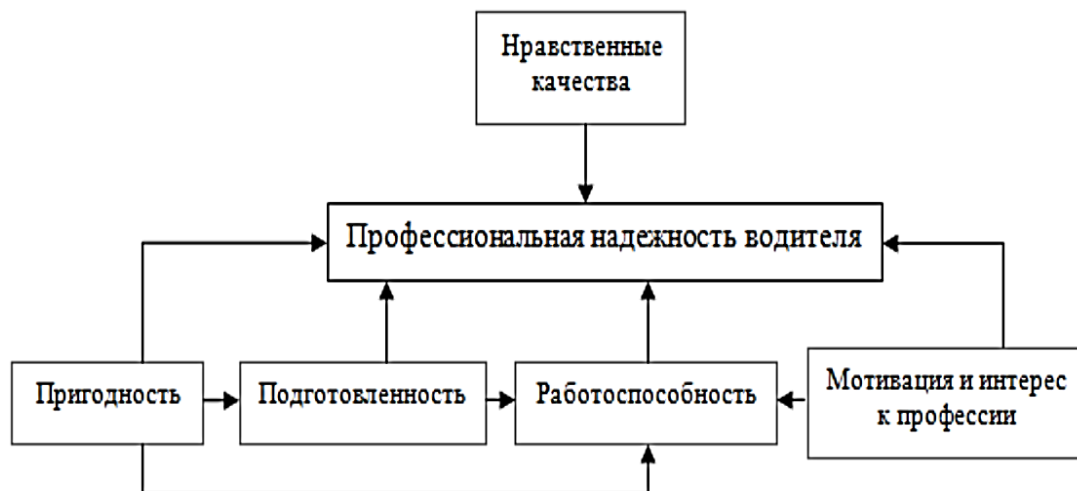 Нравственные
качества
Профессиональная надежность водителя
Пригодность
Подготовленность
Работоспособность
Мотивация и интерес
к профессии